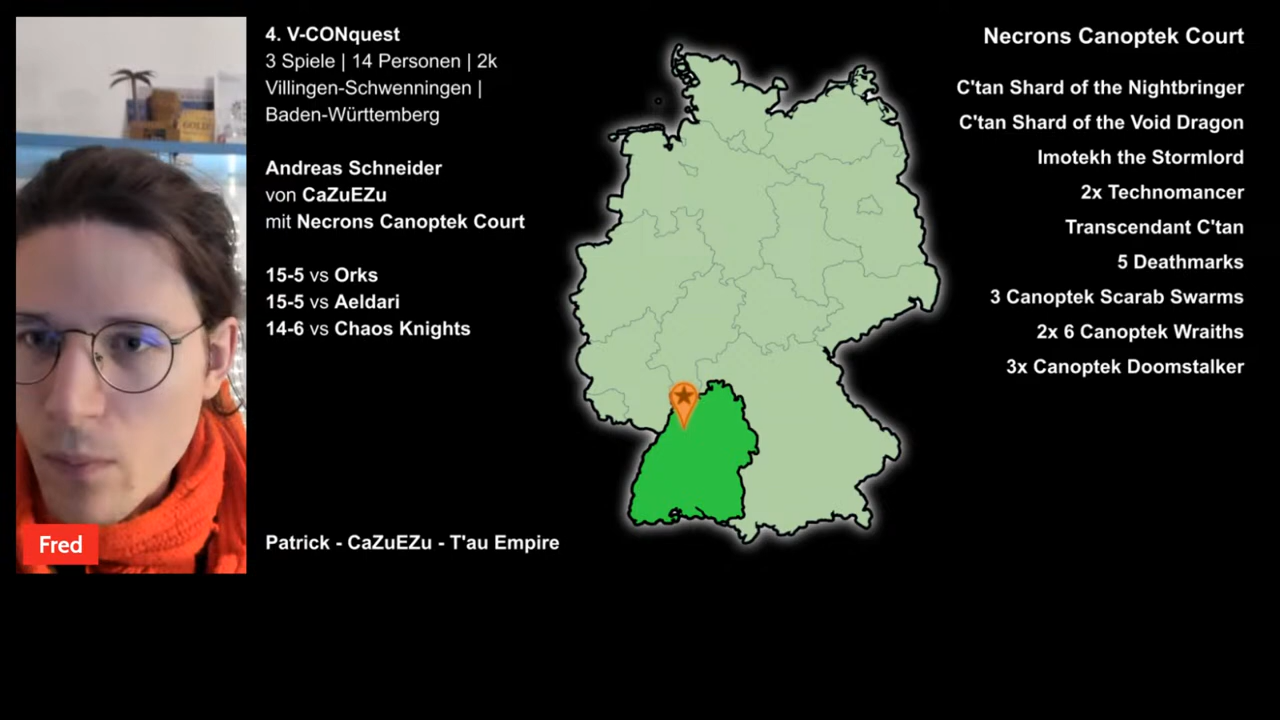 4. V-CONquest
3 Spiele | 14 Personen | 2k
Villingen-Schwenningen |
Baden-Württemberg
Andreas Schneider
von CaZuEZu
mit Necrons Canoptek Court
15-5 vs Orks
15-5 vs Aeldari
14-6 vs Chaos Knights
Patrick - CaZuEZu - T'au Empire
Necrons Canoptek Court
C'tan Shard of the Nightbringer
C'tan Shard of the Void Dragon
Imotekh the Stormlord
2x Technomancer
Transcendant C'tan
5 Deathmarks
3 Canoptek Scarab Swarms
2x 6 Canoptek Wraiths
3x Canoptek Doomstalker
Fred